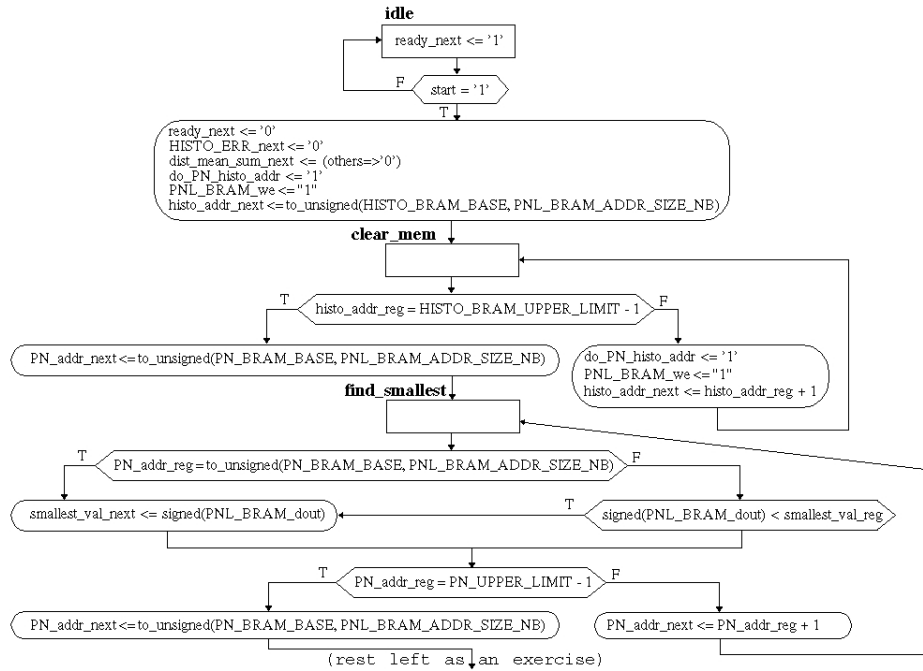 idle
ready_next <= '1'
F
start = '1'
T
ready_next <= '0'
HISTO_ERR_next <= '0'
dist_mean_sum_next <= (others=>'0')
do_PN_histo_addr <= '1'
PNL_BRAM_we <= "1"
histo_addr_next <= to_unsigned(HISTO_BRAM_BASE, PNL_BRAM_ADDR_SIZE_NB)
clear_mem
T
histo_addr_reg = HISTO_BRAM_UPPER_LIMIT - 1
F
PN_addr_next <= to_unsigned(PN_BRAM_BASE, PNL_BRAM_ADDR_SIZE_NB)
do_PN_histo_addr <= '1'
PNL_BRAM_we <= "1"
histo_addr_next <= histo_addr_reg + 1
find_smallest
T
PN_addr_reg = to_unsigned(PN_BRAM_BASE, PNL_BRAM_ADDR_SIZE_NB)
F
smallest_val_next <= signed(PNL_BRAM_dout)
T
signed(PNL_BRAM_dout) < smallest_val_reg
T
PN_addr_reg = PN_UPPER_LIMIT - 1
F
PN_addr_next <= to_unsigned(PN_BRAM_BASE, PNL_BRAM_ADDR_SIZE_NB)
PN_addr_next <= PN_addr_reg + 1
(rest left as an exercise)